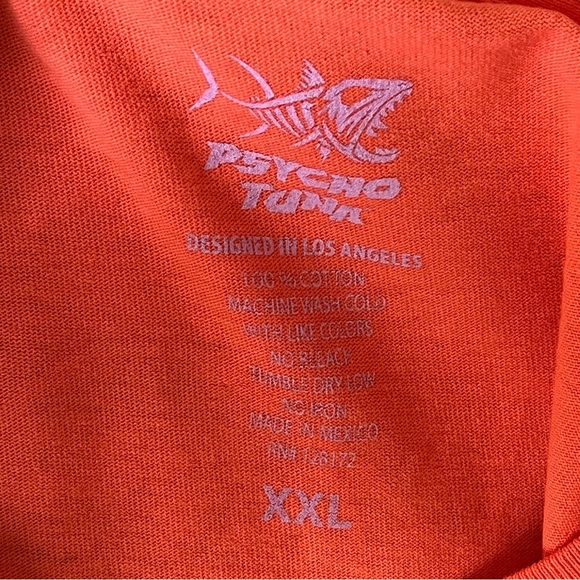 PSYCHO
TUNA
DESIGNED IN LOS ANGELES
100 % COTTON
MACHINE WASH COLD
WITH LIKE COLORS
NO BLEACH
TUMBLE DRY LOW
NO IRON
MADE IN MEXICO
RN# 128172
XXL